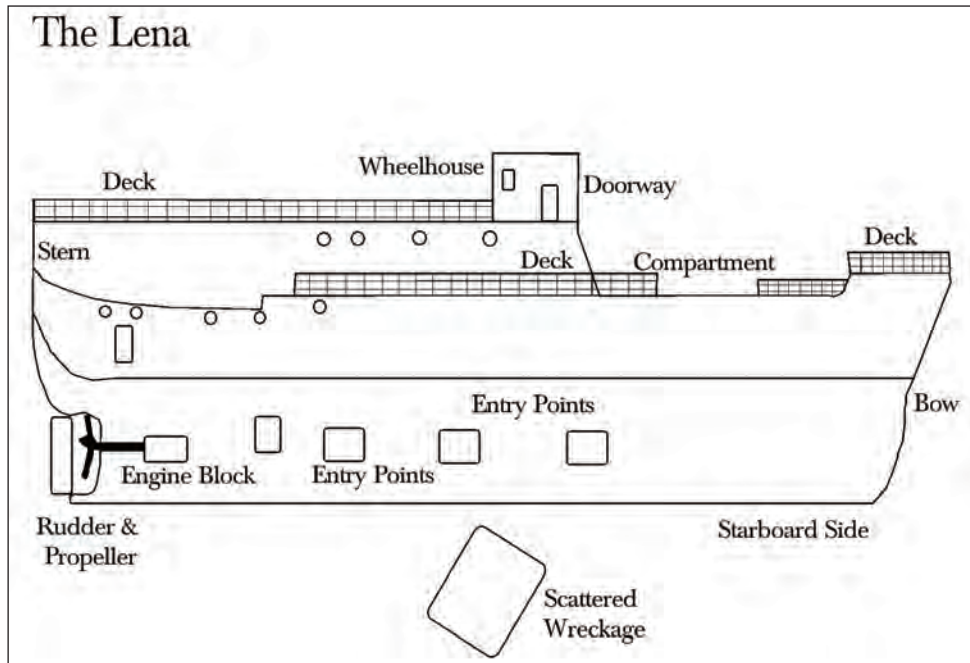 The Lena
Wheelhouse
Deck
Doorway
Deck
Stern
Deck
Compartment
Entry Points
Bow
Engine Block
Entry Points
Rudder &
Propeller
Starboard Side
Scattered
Wreckage